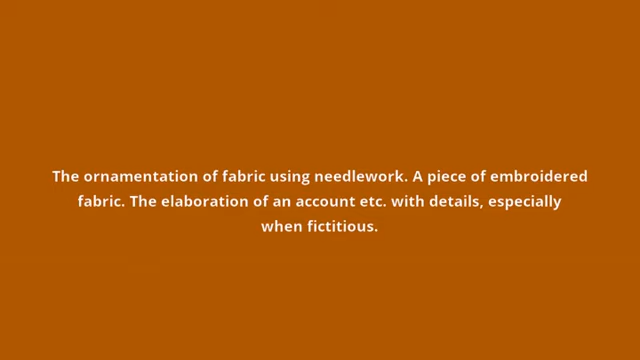 The ornamentation of fabric using needlework. A piece of embroidered
fabric. The elaboration of an account etc. with details, especially
when fictitious.